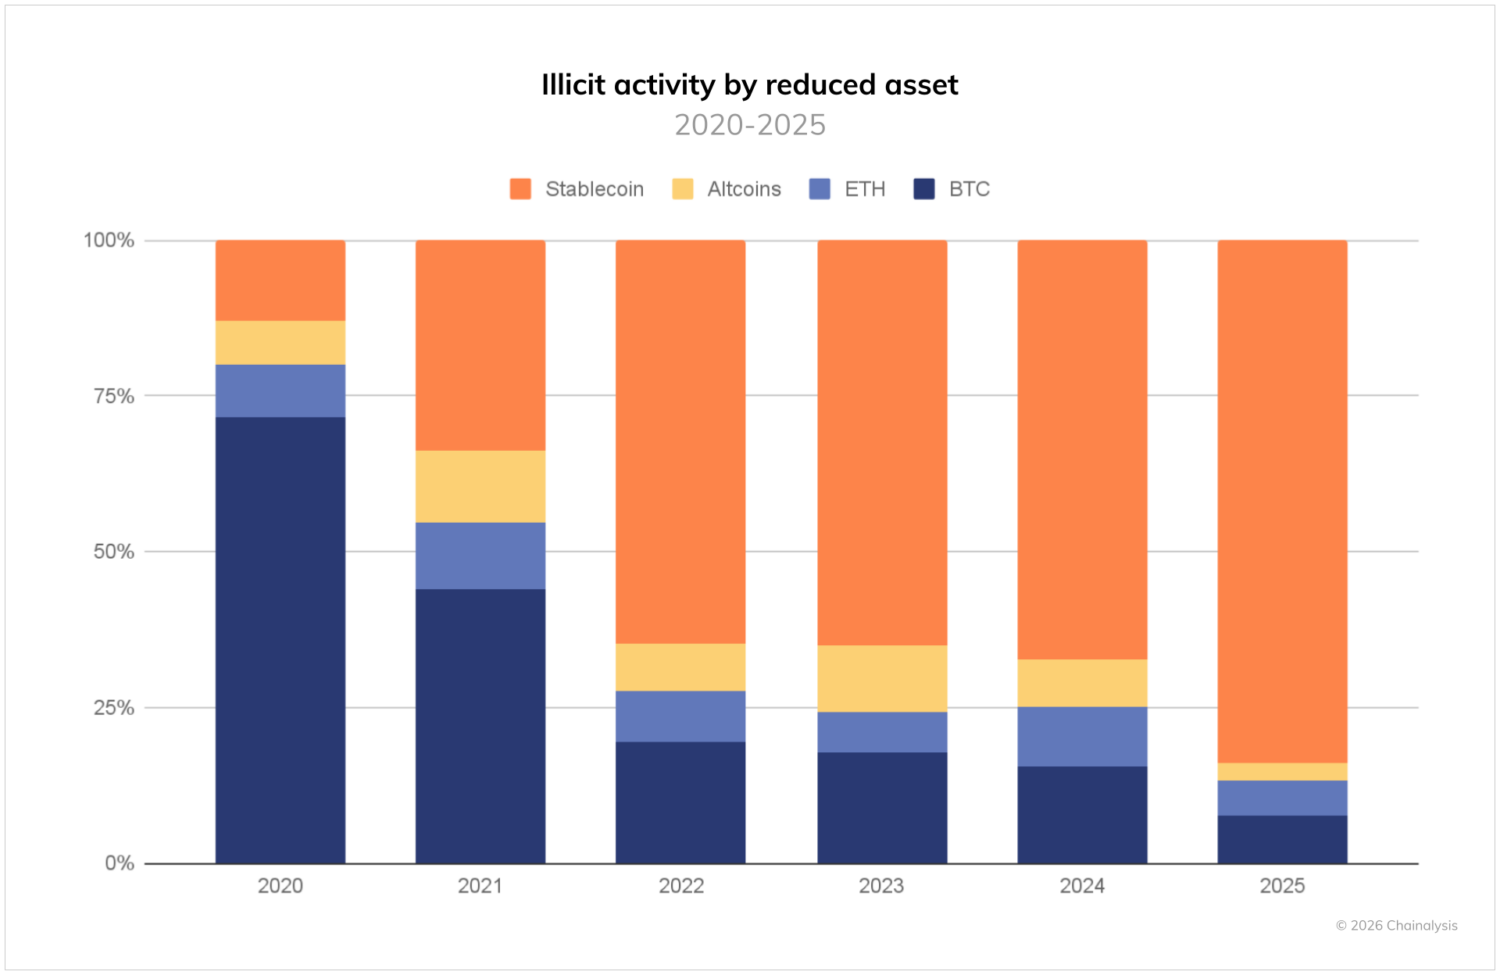 Illicit activity by reduced asset
2020-2025
Stablecoin Altcoins ETH BTC
100%
75%
50%
25%
0%
2020 2021 2022 2023 2024 2025
© 2026 Chainalysis